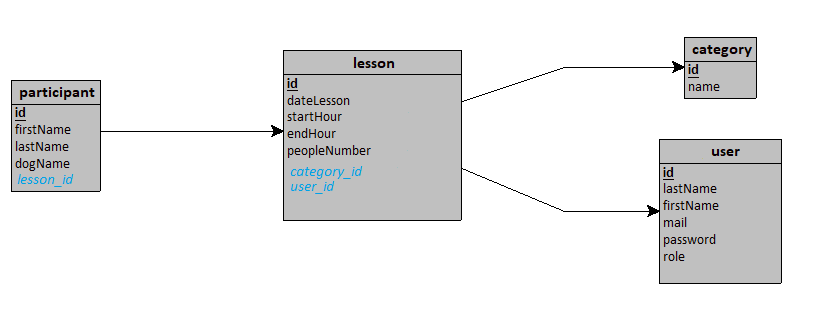 participant
id
firstName
lastName
dogName
lesson_id
lesson
id
dateLesson
startHour
endHour
peopleNumber
category_id
user_id
category
id
name
user
id
lastName
firstName
mail
password
role